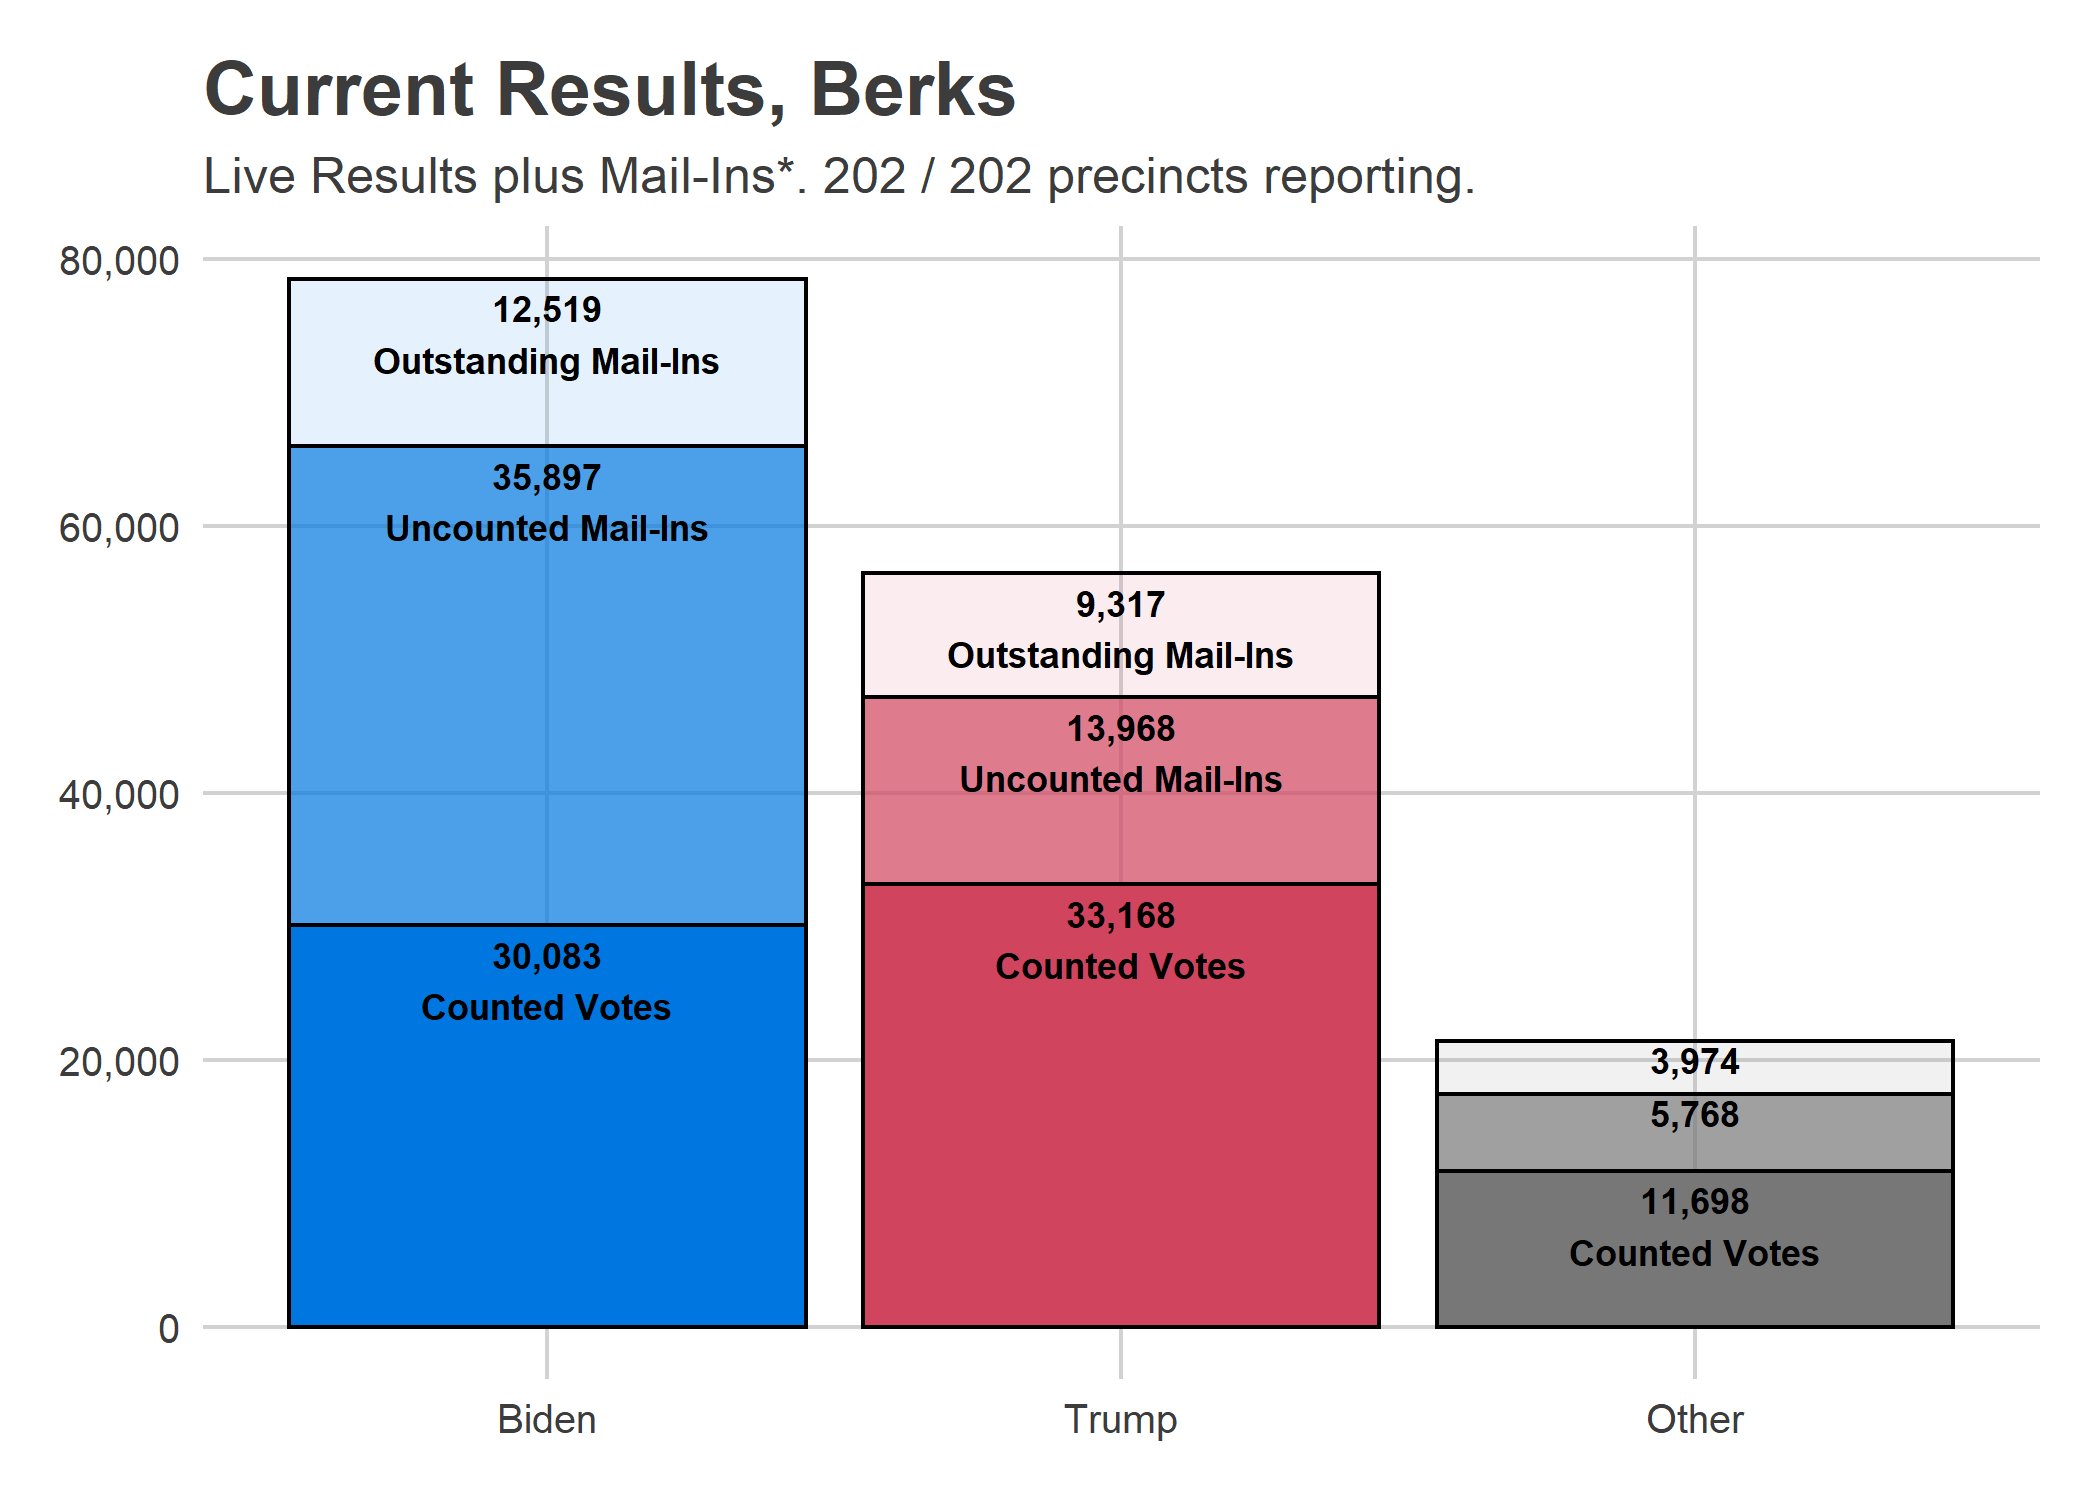 Current Results, Berks
Live Results plus Mail-Ins*. 202 / 202 precincts reporting.
80,000
60,000
40,000
20,000
0
12,519
Outstanding Mail-Ins
35,897
Uncounted Mail-Ins
30,083
Counted Votes
9,317
Outstanding Mail-Ins
13,968
Uncounted Mail-Ins
33,168
Counted Votes
3,974
5,768
11,698
Counted Votes
Biden
Trump
Other